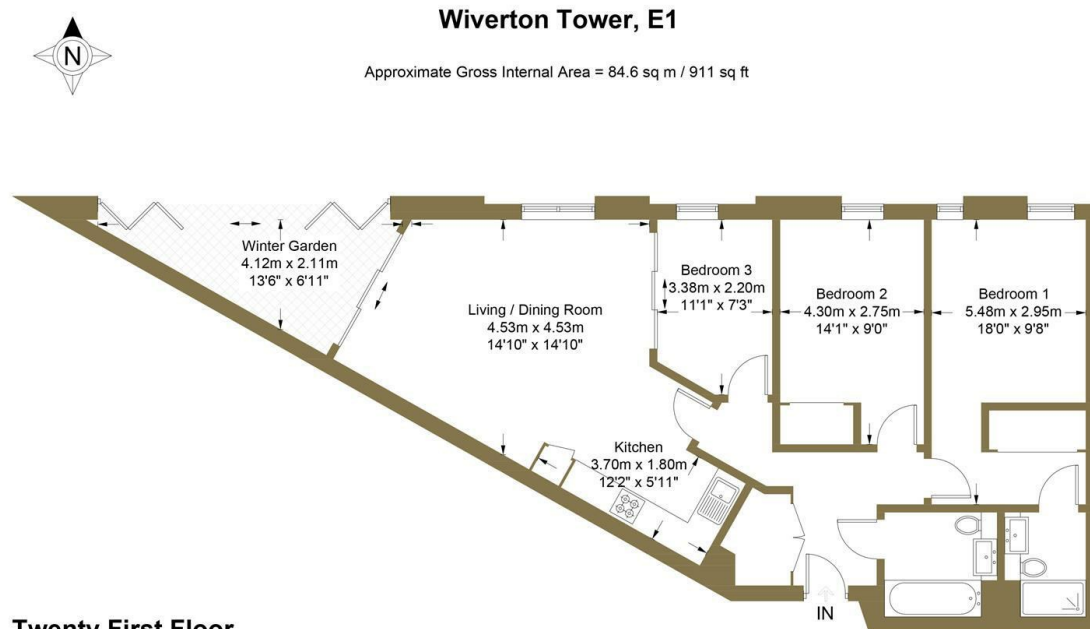 Wiverton Tower, E1
N
Approximate Gross Internal Area = 84.6 sq m / 911 sq ft
Winter Garden
4.12m x 2.11m
13'6" x 6'11"
Living / Dining Room
4.53m x 4.53m
14'10" x 14'10"
Bedroom 3
3.38m x 2.20m
11'1" x 7'3"
Bedroom 2
4.30m x 2.75m
14'1" x 9'0"
Bedroom 1
5.48m x 2.95m
18'0" x 9'8"
Kitchen
3.70m x 1.80m
12'2" x 5'11"
IN
Twenty First Floor